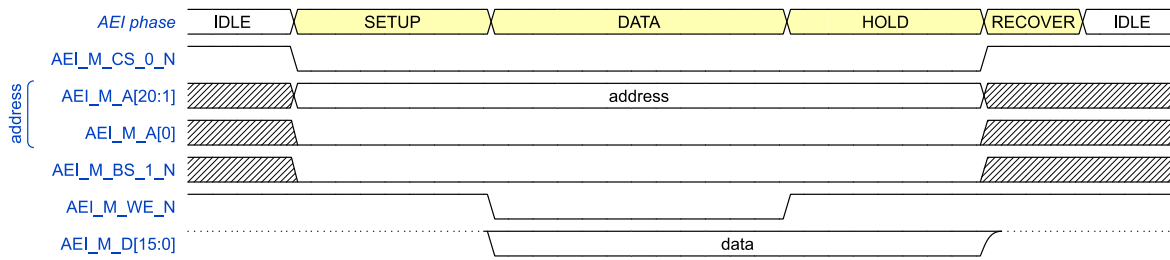 AEI phase IDLE SETUP DATA HOLD RECOVER IDLE
AEI_M_CS_0_N
address
AEI_M_A[20:1] address
AEI_M_A[0]
AEI_M_BS_1_N
AEI_M_WE_N
AEI_M_D[15:0] data